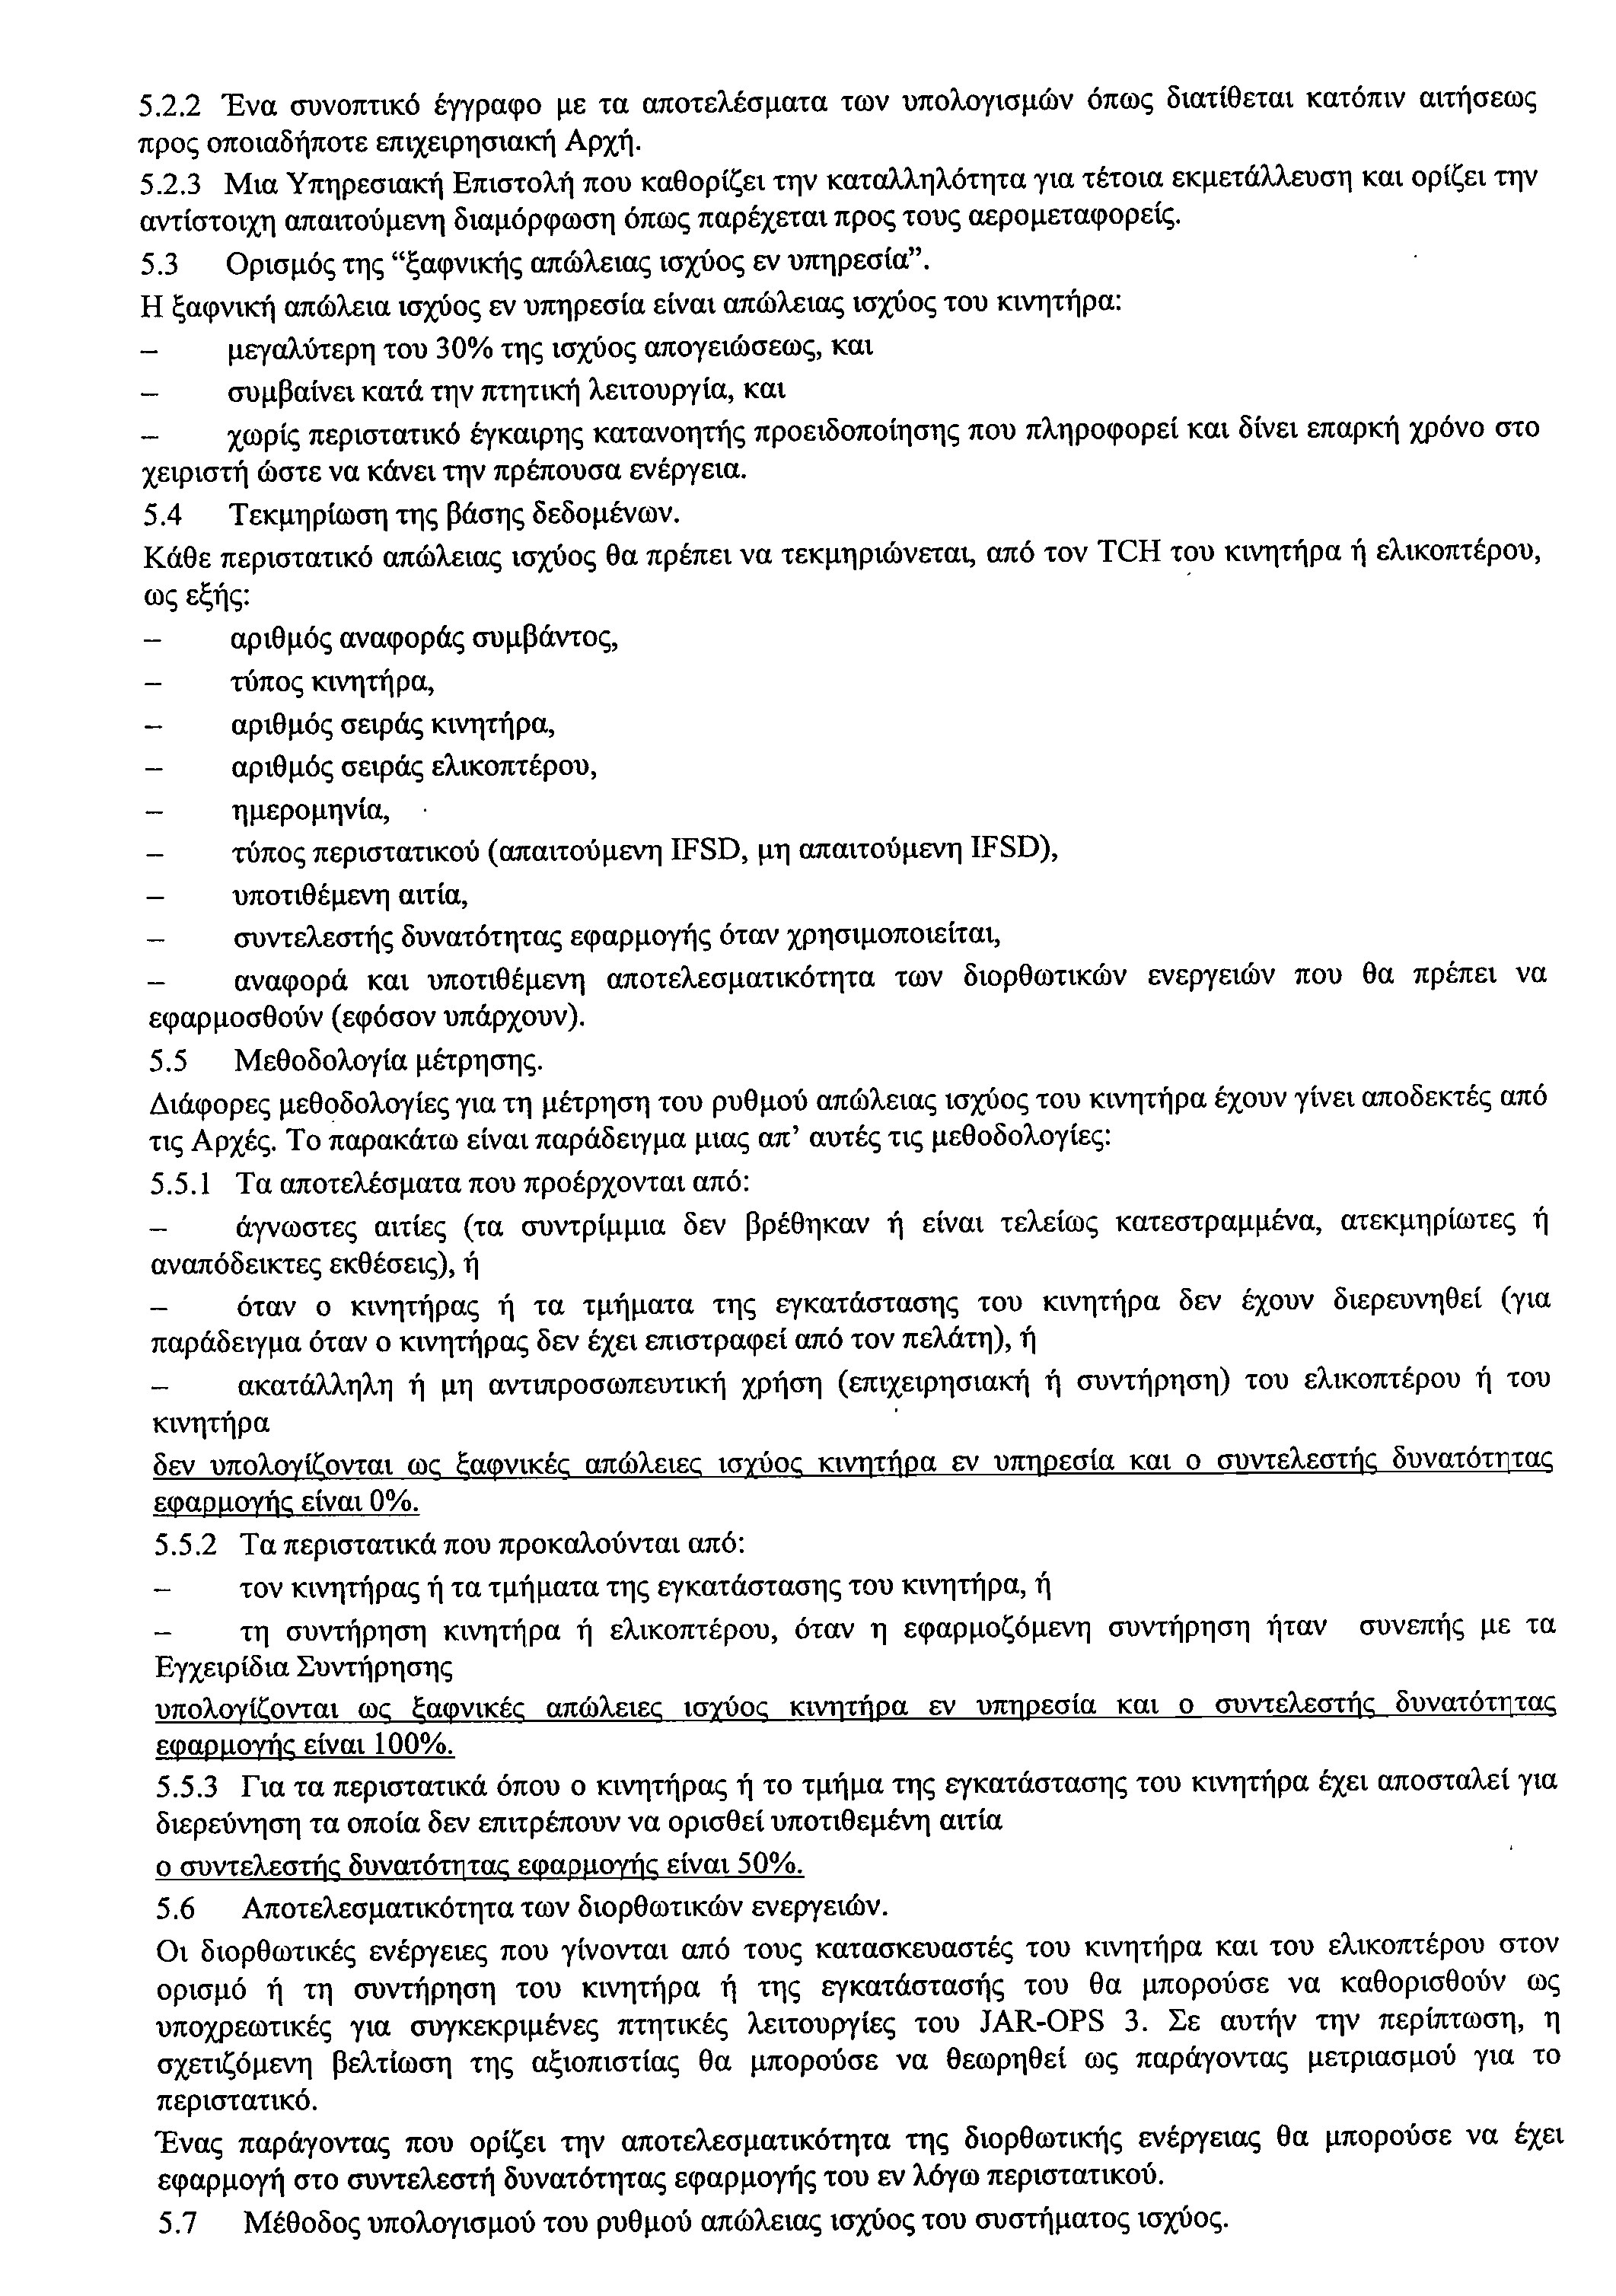 5.2.2 Ένα συνοπτικό έγγραφο με τα αποτελέσματα των υπολογισμών όπως διατίθεται κατόπιν αιτήσεως
προς οποιαδήποτε επιχειρησιακή Αρχή.
5.2.3 Μια Υπηρεσιακή Επιστολή που καθορίζει την καταλληλότητα για τέτοια εκμετάλλευση και ορίζει την
αντίστοιχη απαιτούμενη διαμόρφωση όπως παρέχεται προς τους αερομεταφορείς.
5.3 Ορισμός της “ξαφνικής απώλειας ισχύος εν υπηρεσία”.
Η ξαφνική απώλεια ισχύος εν υπηρεσία είναι απώλειας ισχύος του κινητήρα:
– μεγαλύτερη του 30% της ισχύος απογειώσεως, και
– συμβαίνει κατά την πτητική λειτουργία, και
– χωρίς περιστατικό έγκαιρης κατανοητής προειδοποίησης που πληροφορεί και δίνει επαρκή χρόνο στο
χειριστή ώστε να κάνει την πρέπουσα ενέργεια.
5.4 Τεκμηρίωση της βάσης δεδομένων.
Κάθε περιστατικό απώλειας ισχύος θα πρέπει να τεκμηριώνεται, από τον TCH του κινητήρα ή ελικοπτέρου,
ως εξής:
– αριθμός αναφοράς συμβάντος,
– τύπος κινητήρα,
– αριθμός σειράς κινητήρα,
– αριθμός σειράς ελικοπτέρου,
– ημερομηνία,
– τύπος περιστατικού (απαιτούμενη IFSD, μη απαιτούμενη IFSD),
– υποτιθέμενη αιτία,
– συντελεστής δυνατότητας εφαρμογής όταν χρησιμοποιείται,
– αναφορά και υποτιθέμενη αποτελεσματικότητα των διορθωτικών ενεργειών που θα πρέπει να
εφαρμοσθούν (εφόσον υπάρχουν).
5.5 Μεθοδολογία μέτρησης.
Διάφορες μεθοδολογίες για τη μέτρηση του ρυθμού απώλειας ισχύος του κινητήρα έχουν γίνει αποδεκτές από
τις Αρχές. Το παρακάτω είναι παράδειγμα μιας απ’ αυτές τις μεθοδολογίες:
5.5.1 Τα αποτελέσματα που προέρχονται από:
– άγνωστες αιτίες (τα συντρίμμια δεν βρέθηκαν ή είναι τελείως κατεστραμμένα, ατεκμηρίωτες ή
αναπόδεικτες εκθέσεις), ή
– όταν ο κινητήρας ή τα τμήματα της εγκατάστασης του κινητήρα δεν έχουν διερευνηθεί (για
παράδειγμα όταν ο κινητήρας δεν έχει επιστραφεί από τον πελάτη), ή
– ακατάλληλη ή μη αντιπροσωπευτική χρήση (επιχειρησιακή ή συντήρηση) του ελικοπτέρου ή του
κινητήρα
δεν υπολογίζονται ως ξαφνικές απώλειες ισχύος κινητήρα εν υπηρεσία και ο συντελεστής δυνατότητας
εφαρμογής είναι 0%.
5.5.2 Τα περιστατικά που προκαλούνται από:
– τον κινητήρας ή τα τμήματα της εγκατάστασης του κινητήρα, ή
– τη συντήρηση κινητήρα ή ελικοπτέρου, όταν η εφαρμοζόμενη συντήρηση ήταν συνεπής με τα
Εγχειρίδια Συντήρησης
υπολογίζονται ως ξαφνικές απώλειες ισχύος κινητήρα εν υπηρεσία και ο συντελεστής δυνατότητας
εφαρμογής είναι 100%.
5.5.3 Για τα περιστατικά όπου ο κινητήρας ή το τμήμα της εγκατάστασης του κινητήρα έχει αποσταλεί για
διερεύνηση τα οποία δεν επιτρέπουν να ορισθεί υποτιθεμένη αιτία
ο συντελεστής δυνατότητας εφαρμογής είναι 50%.
5.6 Αποτελεσματικότητα των διορθωτικών ενεργειών.
Οι διορθωτικές ενέργειες που γίνονται από τους κατασκευαστές του κινητήρα και του ελικοπτέρου στον
ορισμό ή τη συντήρηση του κινητήρα ή της εγκατάστασής του θα μπορούσε να καθορισθούν ως
υποχρεωτικές για συγκεκριμένες πτητικές λειτουργίες του JAR-OPS 3. Σε αυτήν την περίπτωση, η
σχετιζόμενη βελτίωση της αξιοπιστίας θα μπορούσε να θεωρηθεί ως παράγοντας μετριασμού για το
περιστατικό.
Ένας παράγοντας που ορίζει την αποτελεσματικότητα της διορθωτικής ενέργειας θα μπορούσε να έχει
εφαρμογή στο συντελεστή δυνατότητας εφαρμογής του εν λόγω περιστατικού.
5.7 Μέθοδος υπολογισμού του ρυθμού απώλειας ισχύος του συστήματος ισχύος.